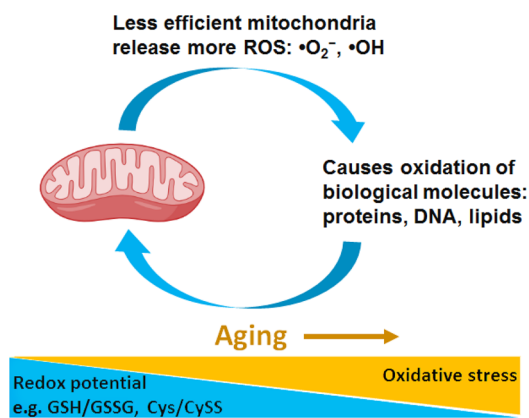 Less efficient mitochondria
release more ROS: •O₂⁻, •OH
Causes oxidation of
biological molecules:
proteins, DNA, lipids
Aging
Oxidative stress
Redox potential
e.g. GSH/GSSG, Cys/CySS